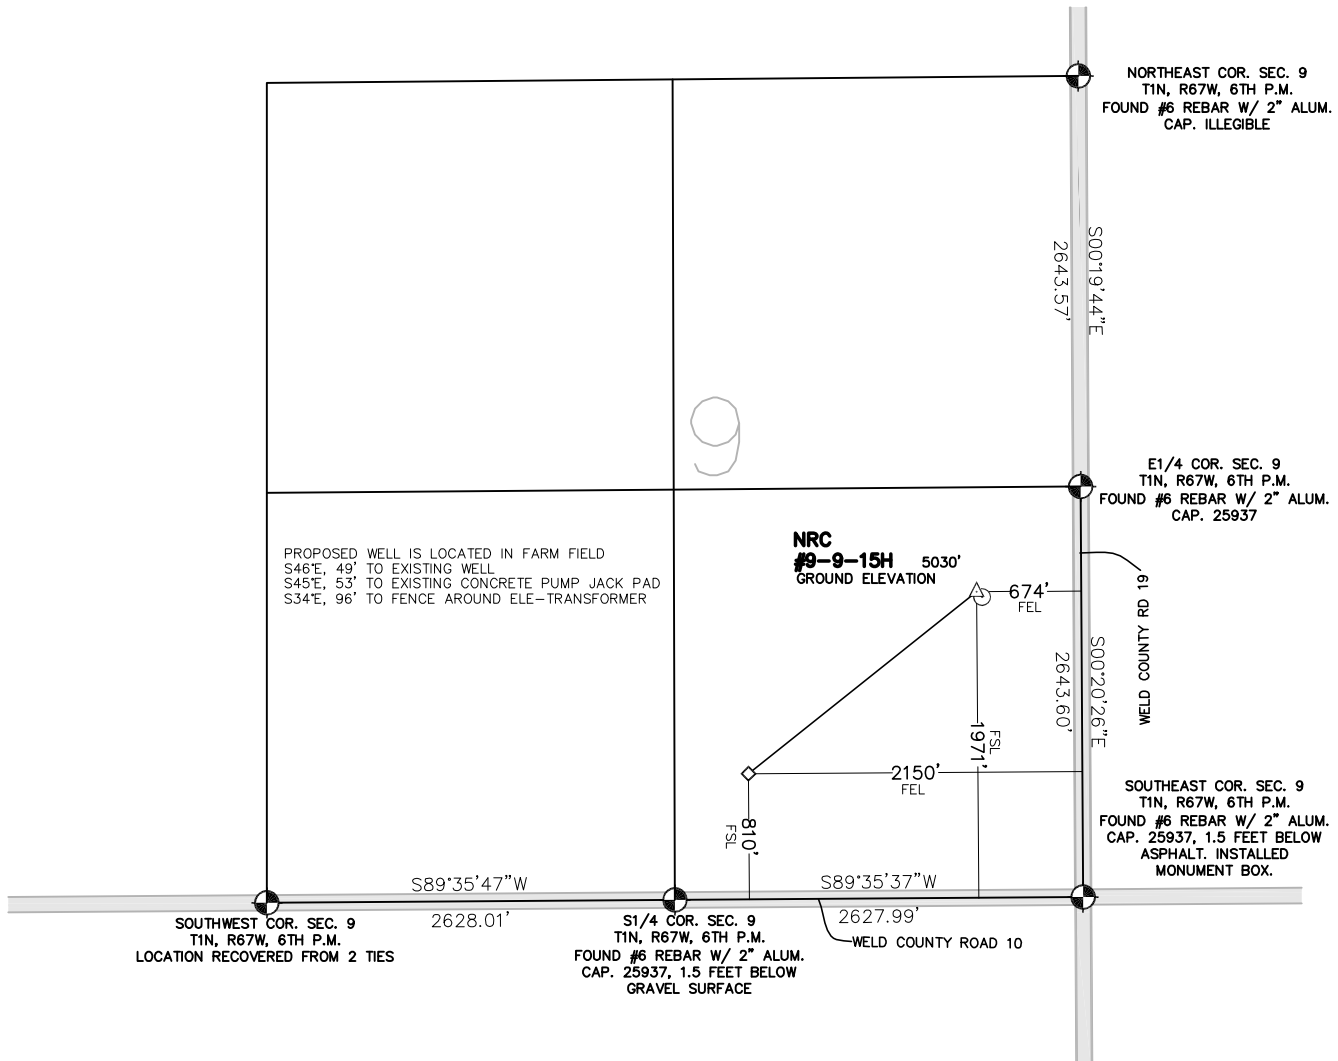 NORTHEAST COR. SEC. 9
T1N, R67W, 6TH P.M.
FOUND #6 REBAR W/ 2" ALUM.
CAP. ILLEGIBLE
S00°19'44"E
2643.57'
9
E1/4 COR. SEC. 9
T1N, R67W, 6TH P.M.
FOUND #6 REBAR W/ 2" ALUM.
CAP. 25937
NRC
#9-9-15H 5030'
GROUND ELEVATION
PROPOSED WELL IS LOCATED IN FARM FIELD
S46°E, 49' TO EXISTING WELL
S45°E, 53' TO EXISTING CONCRETE PUMP JACK PAD
S34°E, 96' TO FENCE AROUND ELE-TRANSFORMER
674'
FEL
WELD COUNTY RD 19
S00°20'26"E
2643.60'
1971'
FSL
2150'
FEL
810'
FSL
SOUTHEAST COR. SEC. 9
T1N, R67W, 6TH P.M.
FOUND #6 REBAR W/ 2" ALUM.
CAP. 25937, 1.5 FEET BELOW
ASPHALT. INSTALLED
MONUMENT BOX.
S89°35'47"W
2628.01'
S89°35'37"W
2627.99'
SOUTHWEST COR. SEC. 9
T1N, R67W, 6TH P.M.
LOCATION RECOVERED FROM 2 TIES
S1/4 COR. SEC. 9
T1N, R67W, 6TH P.M.
FOUND #6 REBAR W/ 2" ALUM.
CAP. 25937, 1.5 FEET BELOW
GRAVEL SURFACE
WELD COUNTY ROAD 10